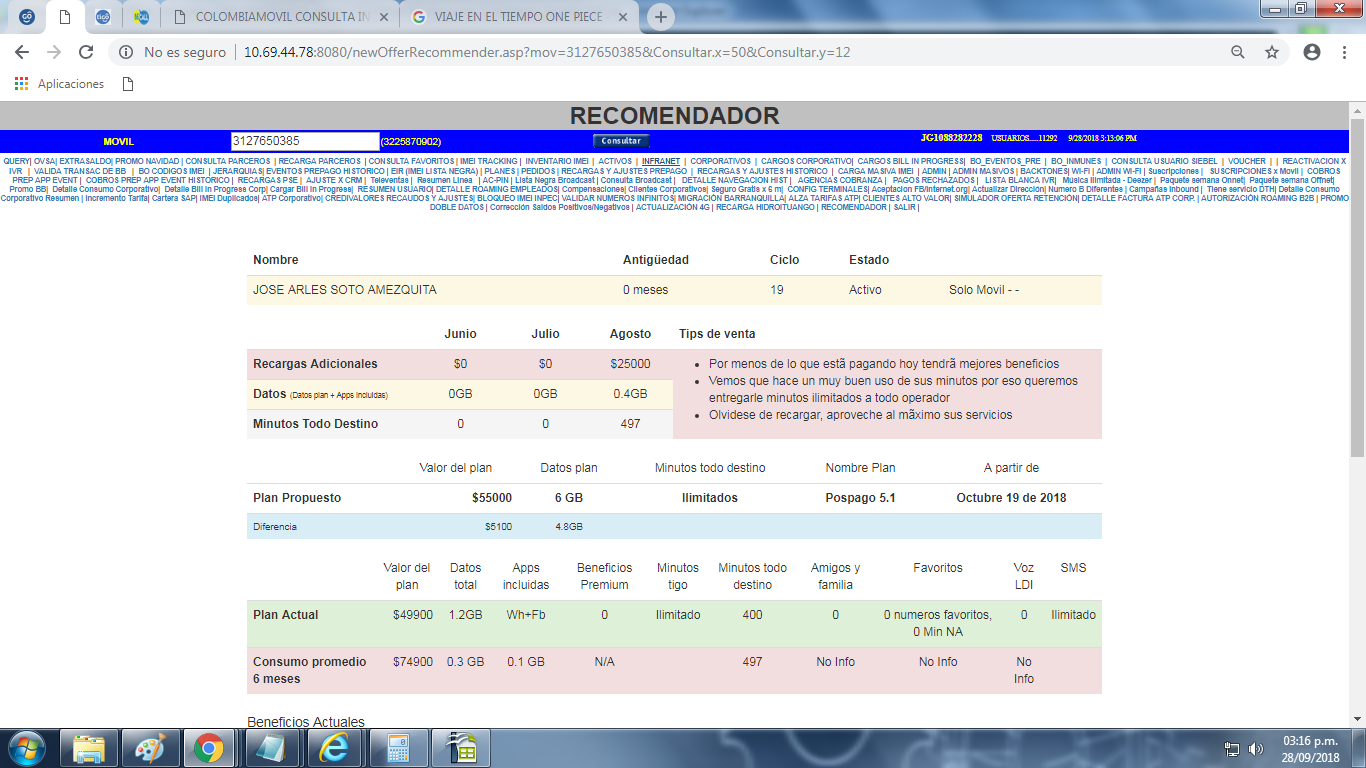 GO
tigo
COLOMBIAMOVIL CONSULTA IN
VIAJE EN EL TIEMPO ONE PIECE
No es seguro | 10.69.44.78:8080/newOfferRecommender.asp?mov=3127650385&Consultar.x=50&Consultar.y=12
Aplicaciones
RECOMENDADOR
MOVIL 3127650385 (3225870902) Consultar JG1088282228 USUARIOS.....11292 9/28/2018 3:13:06 PM
QUERY| OVSA| EXTRASALDO| PROMO NAVIDAD | CONSULTA PARCEROS | RECARGA PARCEROS | CONSULTA FAVORITOS | IMEI TRACKING | INVENTARIO IMEI | ACTIVOS | INFRANET | CORPORATIVOS | CARGOS CORPORATIVO| CARGOS BILL IN PROGRESS| BO_EVENTOS_PRE | BO_INMUNES | CONSULTA USUARIO SIEBEL | VOUCHER | | REACTIVACION X
IVR | VALIDA TRANSAC DE BB | BO CODIGOS IMEI | JERARQUIAS| EVENTOS PREPAGO HISTORICO | EIR (IMEI LISTA NEGRA) | PLANES | PEDIDOS | RECARGAS Y AJUSTES PREPAGO | RECARGAS Y AJUSTES HISTORICO | CARGA MASIVA IMEI | ADMIN | ADMIN MASIVOS | BACKTONES| WI-FI | ADMIN WI-FI | Suscripciones | SUSCRIPCIONES x Movil | COBROS
PREP APP EVENT | COBROS PREP APP EVENT HISTORICO | RECARGAS PSE | AJUSTE X CRM | Televentas | Resumen Linea | AC-PIN | Lista Negra Broadcast | Consulta Broadcast | DETALLE NAVEGACION HIST | AGENCIAS COBRANZA | PAGOS RECHAZADOS | LISTA BLANCA IVR| Música Ilimitada - Deezer | Paquete semana Onnet| Paquete semana Offnet|
Promo BB| Detalle Consumo Corporativo| Detalle Bill In Progress Corp| Cargar Bill In Progress| RESUMEN USUARIO| DETALLE ROAMING EMPLEADOS| Compensaciones| Clientes Corporativos| Seguro Gratis x 6 m| CONFIG TERMINALES| Aceptacion FB/Internet.org| Actualizar Dirección| Numero B Diferentes | Campañas Inbound | Tiene servicio DTH| Detalle Consumo
Corporativo Resumen | Incremento Tarifa| Cartera SAP| IMEI Duplicados| ATP Corporativo| CREDIVALORES RECAUDOS Y AJUSTES| BLOQUEO IMEI INPEC| VALIDAR NUMEROS INFINITOS| MIGRACIÓN BARRANQUILLA| ALZA TARIFAS ATP| CLIENTES ALTO VALOR| SIMULADOR OFERTA RETENCIÓN| DETALLE FACTURA ATP CORP. | AUTORIZACIÓN ROAMING B2B | PROMO
DOBLE DATOS | Corrección Saldos Positivos/Negativos | ACTUALIZACIÓN 4G | RECARGA HIDROITUANGO | RECOMENDADOR | SALIR |
Nombre Antigüedad Ciclo Estado
JOSE ARLES SOTO AMEZQUITA 0 meses 19 Activo Solo Movil - -
Junio Julio Agosto Tips de venta
Recargas Adicionales $0 $0 $25000
Datos (Datos plan + Apps incluidas) 0GB 0GB 0.4GB
Minutos Todo Destino 0 0 497
• Por menos de lo que estã pagando hoy tendrã mejores beneficios
• Vemos que hace un muy buen uso de sus minutos por eso queremos
entregarle minutos ilimitados a todo operador
• Olvidese de recargar, aproveche al mãximo sus servicios
Valor del plan Datos plan Minutos todo destino Nombre Plan A partir de
Plan Propuesto $55000 6 GB Ilimitados Pospago 5.1 Octubre 19 de 2018
Diferencia $5100 4.8GB
Valor del plan Datos total Apps incluidas Beneficios Premium Minutos tigo Minutos todo destino Amigos y familia Favoritos Voz LDI SMS
Plan Actual $49900 1.2GB Wh+Fb 0 Ilimitado 400 0 0 numeros favoritos, 0 Min NA 0 Ilimitado
Consumo promedio 6 meses $74900 0.3 GB 0.1 GB N/A 497 No Info No Info No Info
Beneficios Actuales
03:16 p.m.
28/09/2018